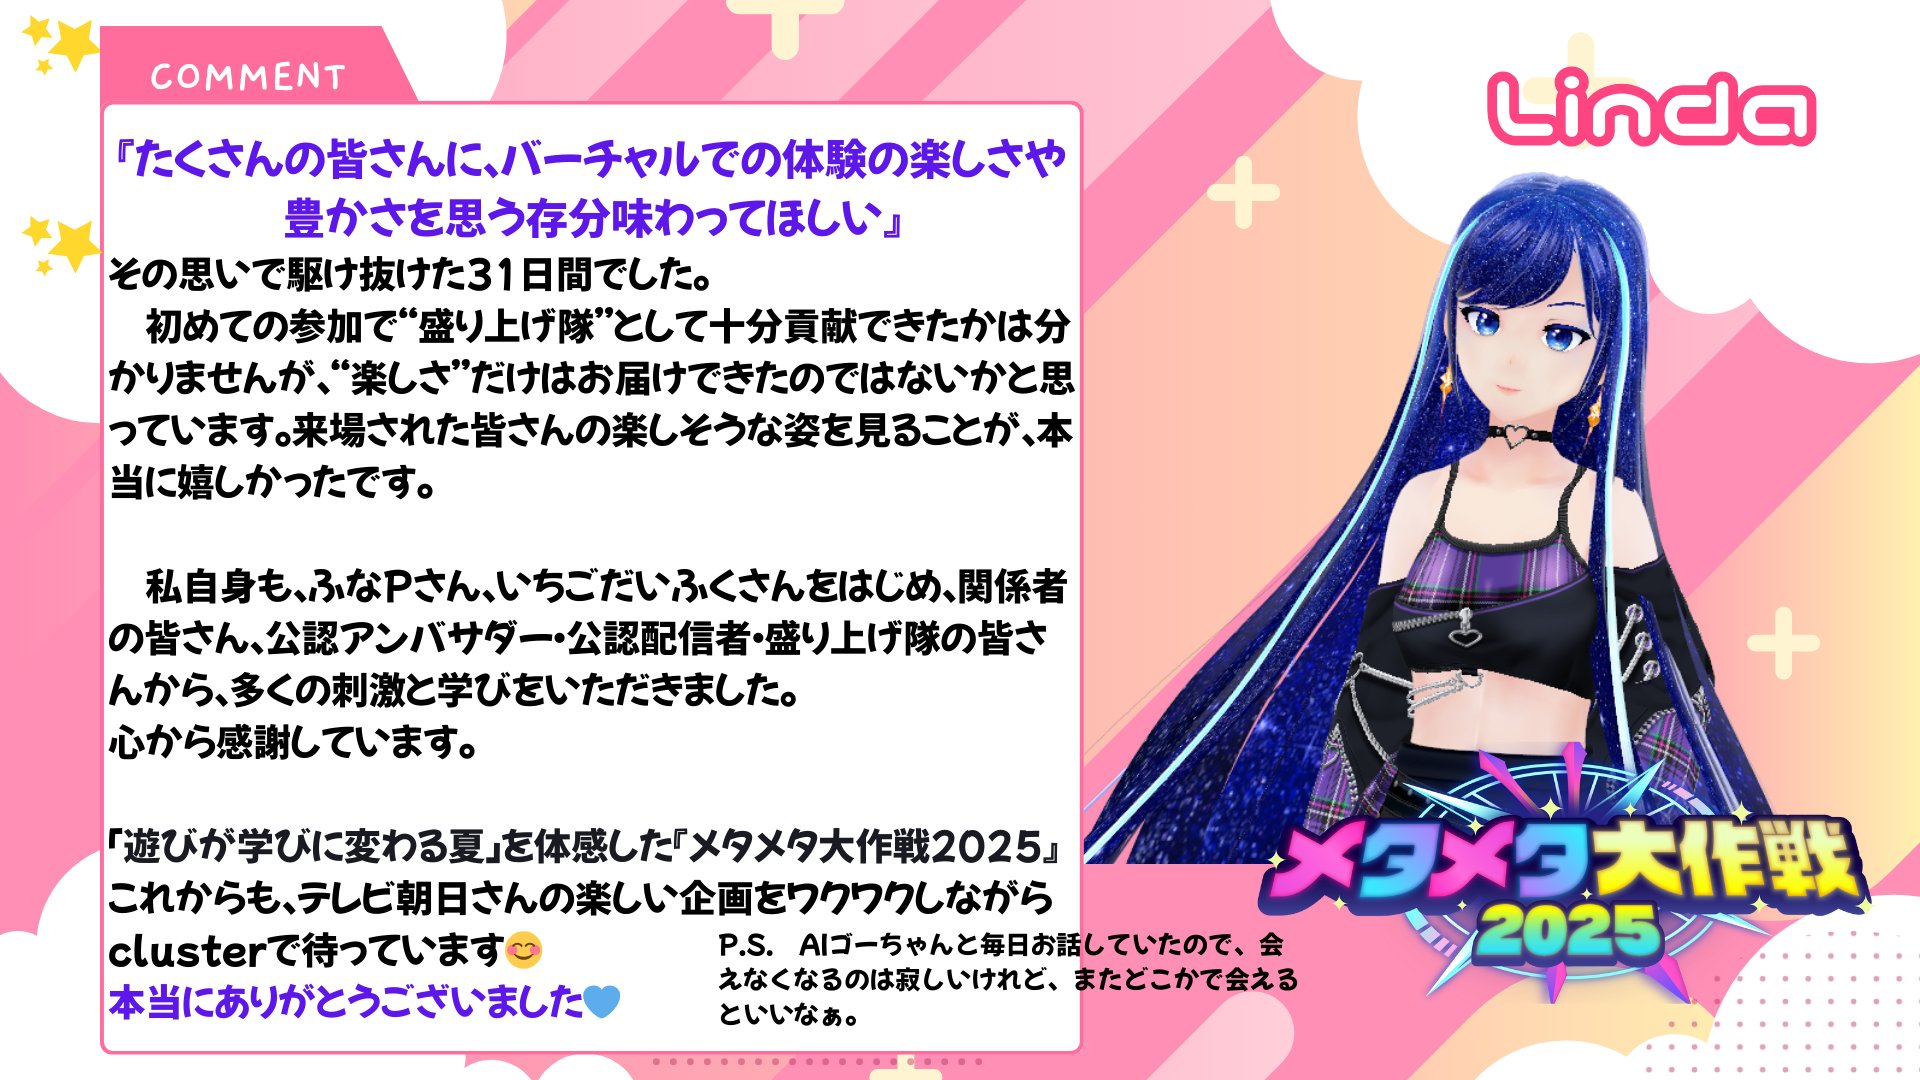 COMMENT
Linda
『たくさんの皆さんに、バーチャルでの体験の楽しさや
豊かさを思う存分味わってほしい』
その思いで駆け抜けた31日間でした。
　初めての参加で“盛り上げ隊”として十分貢献できたかは分
かりませんが、“楽しさ”だけはお届けできたのではないかと思
っています。来場された皆さんの楽しそうな姿を見ることが、本
当に嬉しかったです。
　私自身も、ふなPさん、いちごだいふくさんをはじめ、関係者
の皆さん、公認アンバサダー・公認配信者・盛り上げ隊の皆さ
んから、多くの刺激と学びをいただきました。
心から感謝しています。
「遊びが学びに変わる夏」を体感した『メタメタ大作戦2025』
これからも、テレビ朝日さんの楽しい企画をワクワクしながら
clusterで待っています😊
本当にありがとうございました💙
P.S.　AIゴーちゃんと毎日お話していたので、会
えなくなるのは寂しいけれど、またどこかで会える
といいなぁ。
メタメタ大作戦
2025